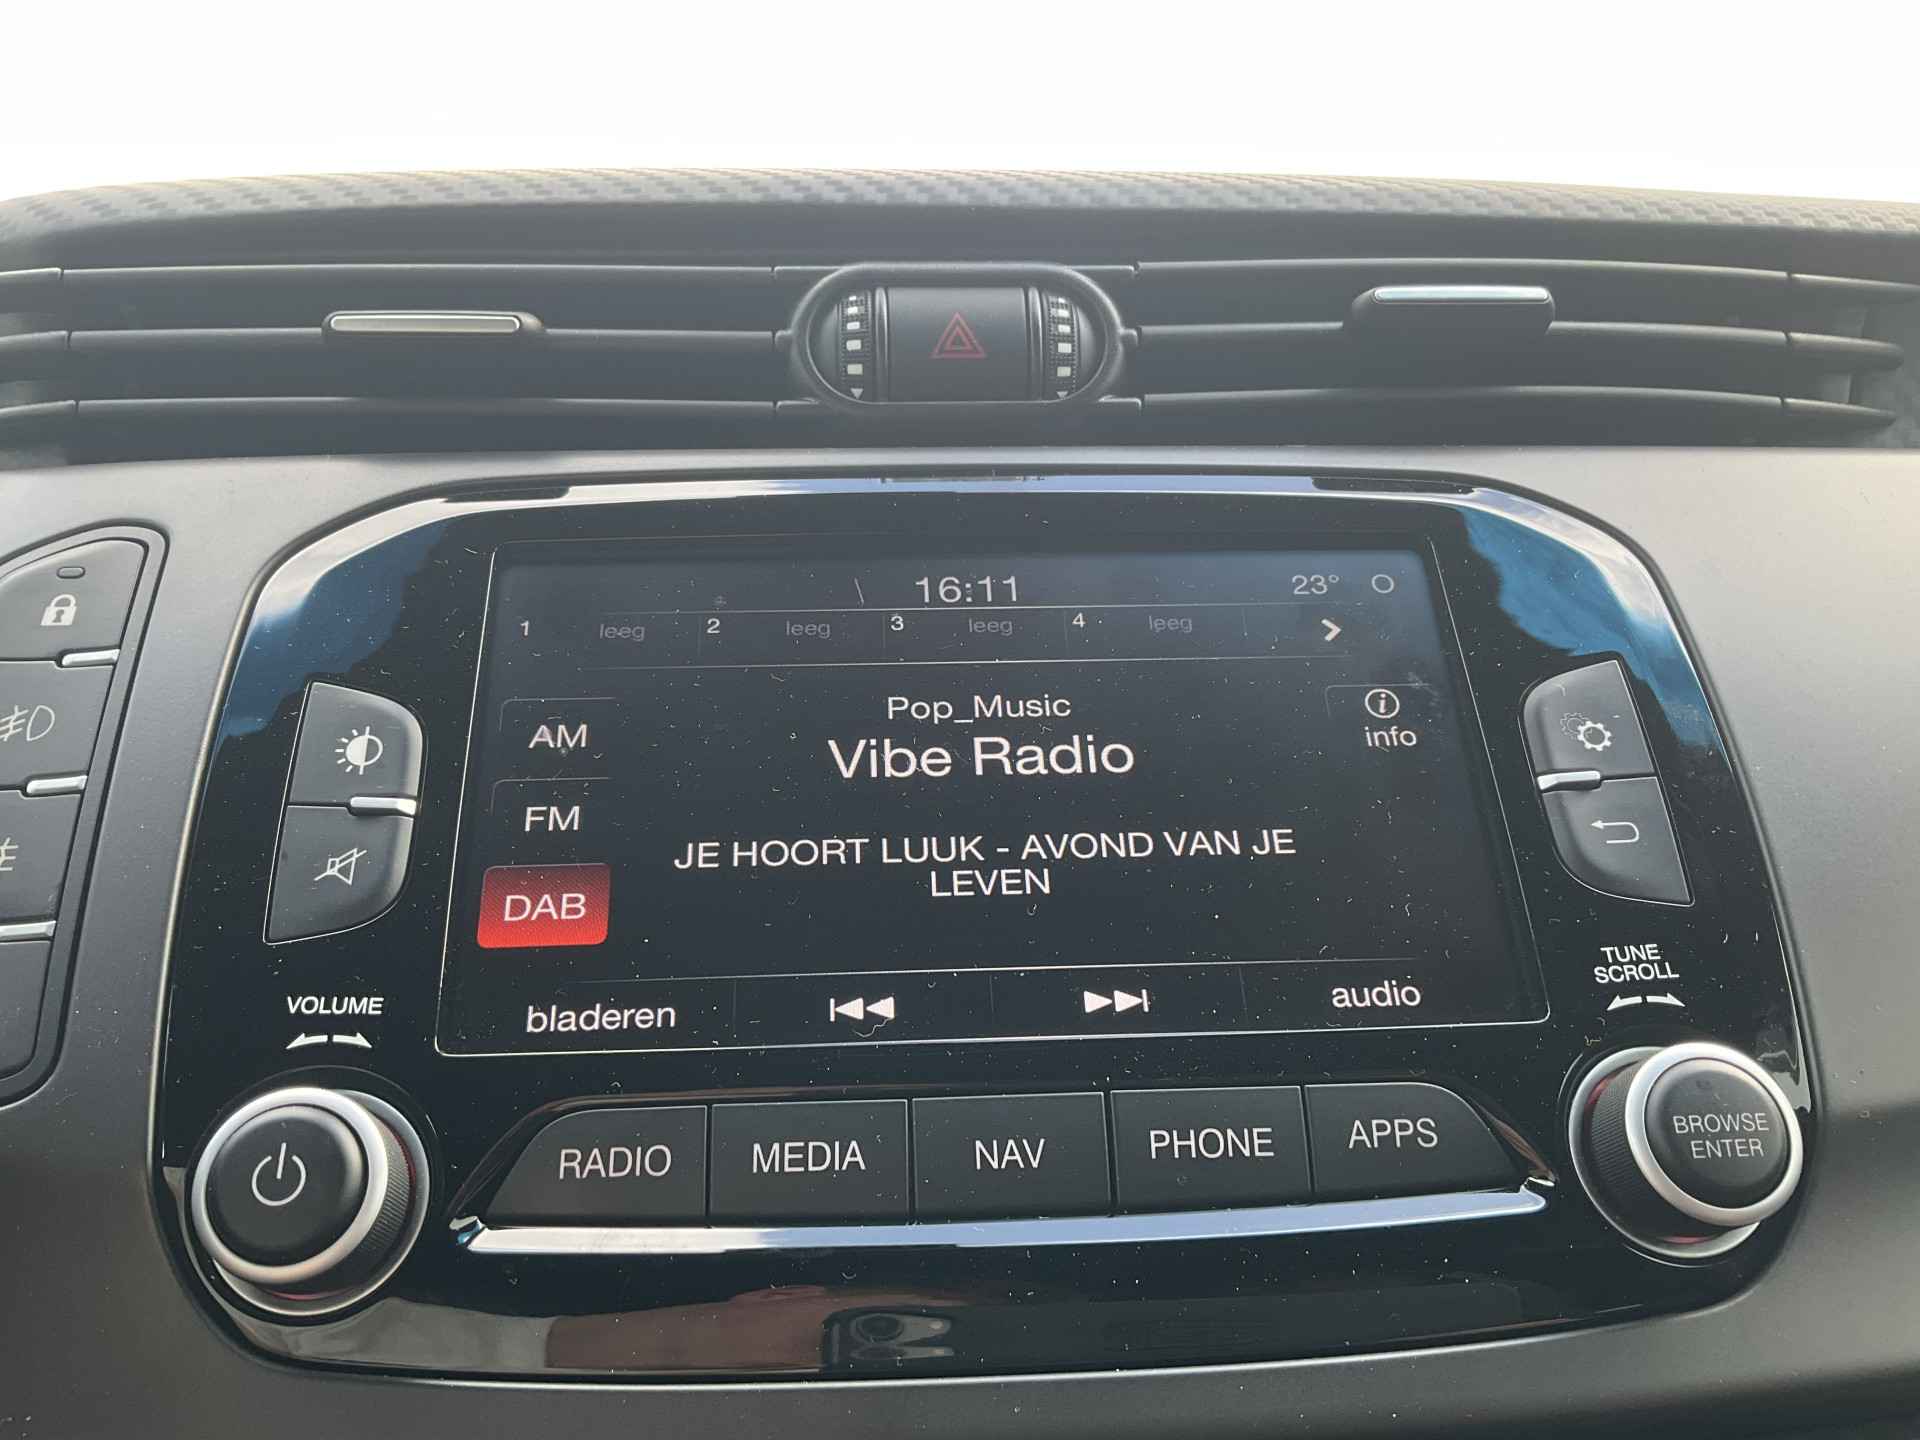 16:11 23°
1 leeg 2 leeg 3 leeg 4 leeg
Pop_Music
info
AM
Vibe Radio
FM
JE HOORT LUUK - AVOND VAN JE
LEVEN
DAB
bladeren audio
VOLUME
TUNE
SCROLL
RADIO MEDIA NAV PHONE APPS
BROWSE
ENTER